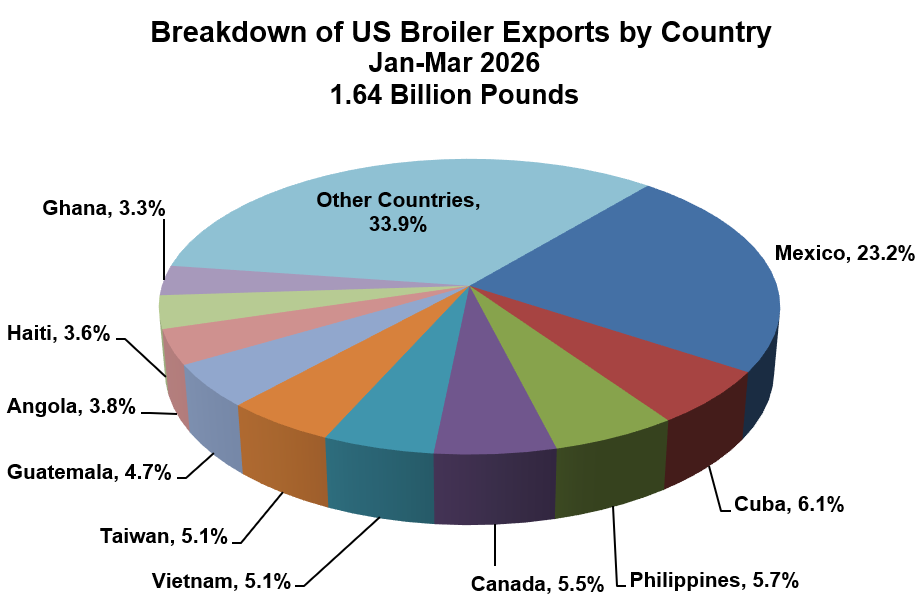 Breakdown of US Broiler Exports by Country
Jan-Mar 2026
1.64 Billion Pounds
Other Countries,
33.9%
Ghana, 3.3%
Mexico, 23.2%
Haiti, 3.6%
Angola, 3.8%
Guatemala, 4.7%
Cuba, 6.1%
Taiwan, 5.1%
Vietnam, 5.1%
Canada, 5.5%
Philippines, 5.7%